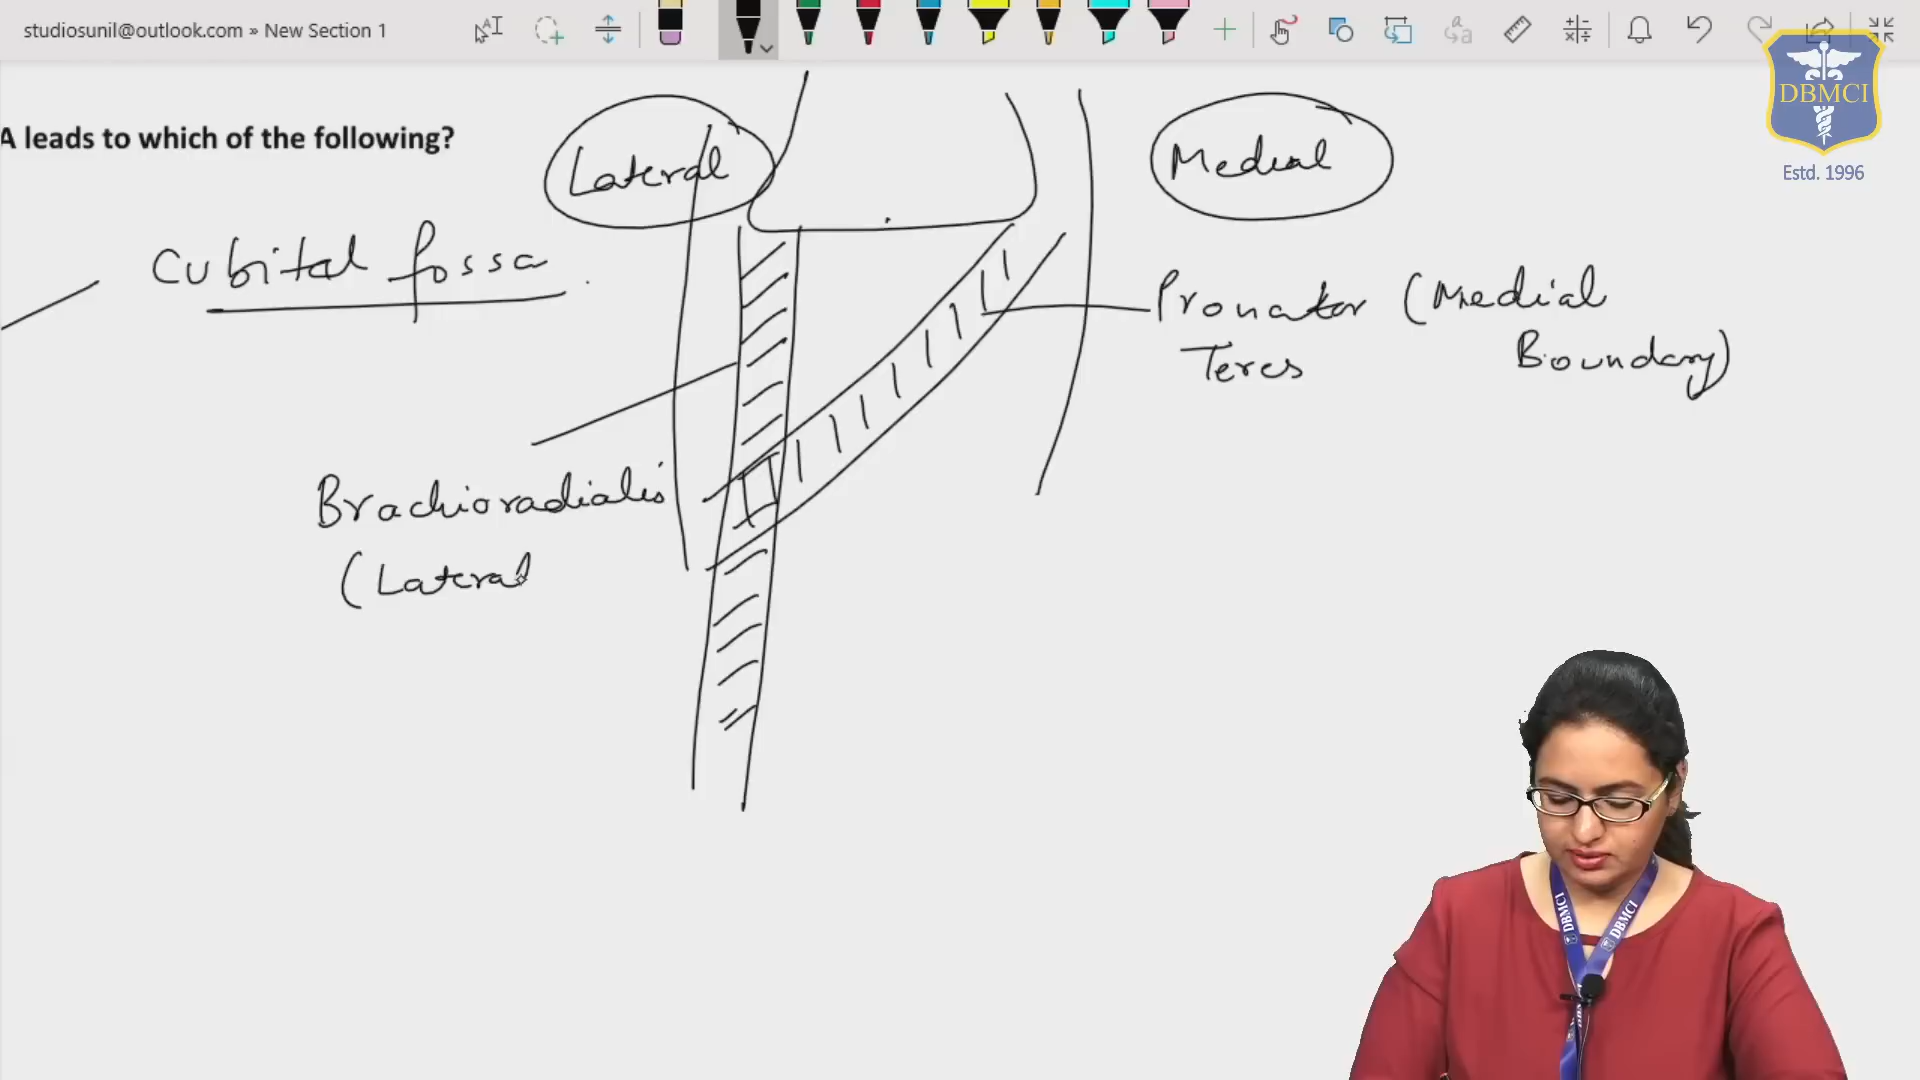 studiosunil@outlook.com » New Section 1
DBMCI
Estd. 1996
A leads to which of the following?
Lateral
Medial
Cubital fossa
Pronator (Medial
Teres Boundary)
Brachioradialis
(Lateral
DBMCI
DBMCI